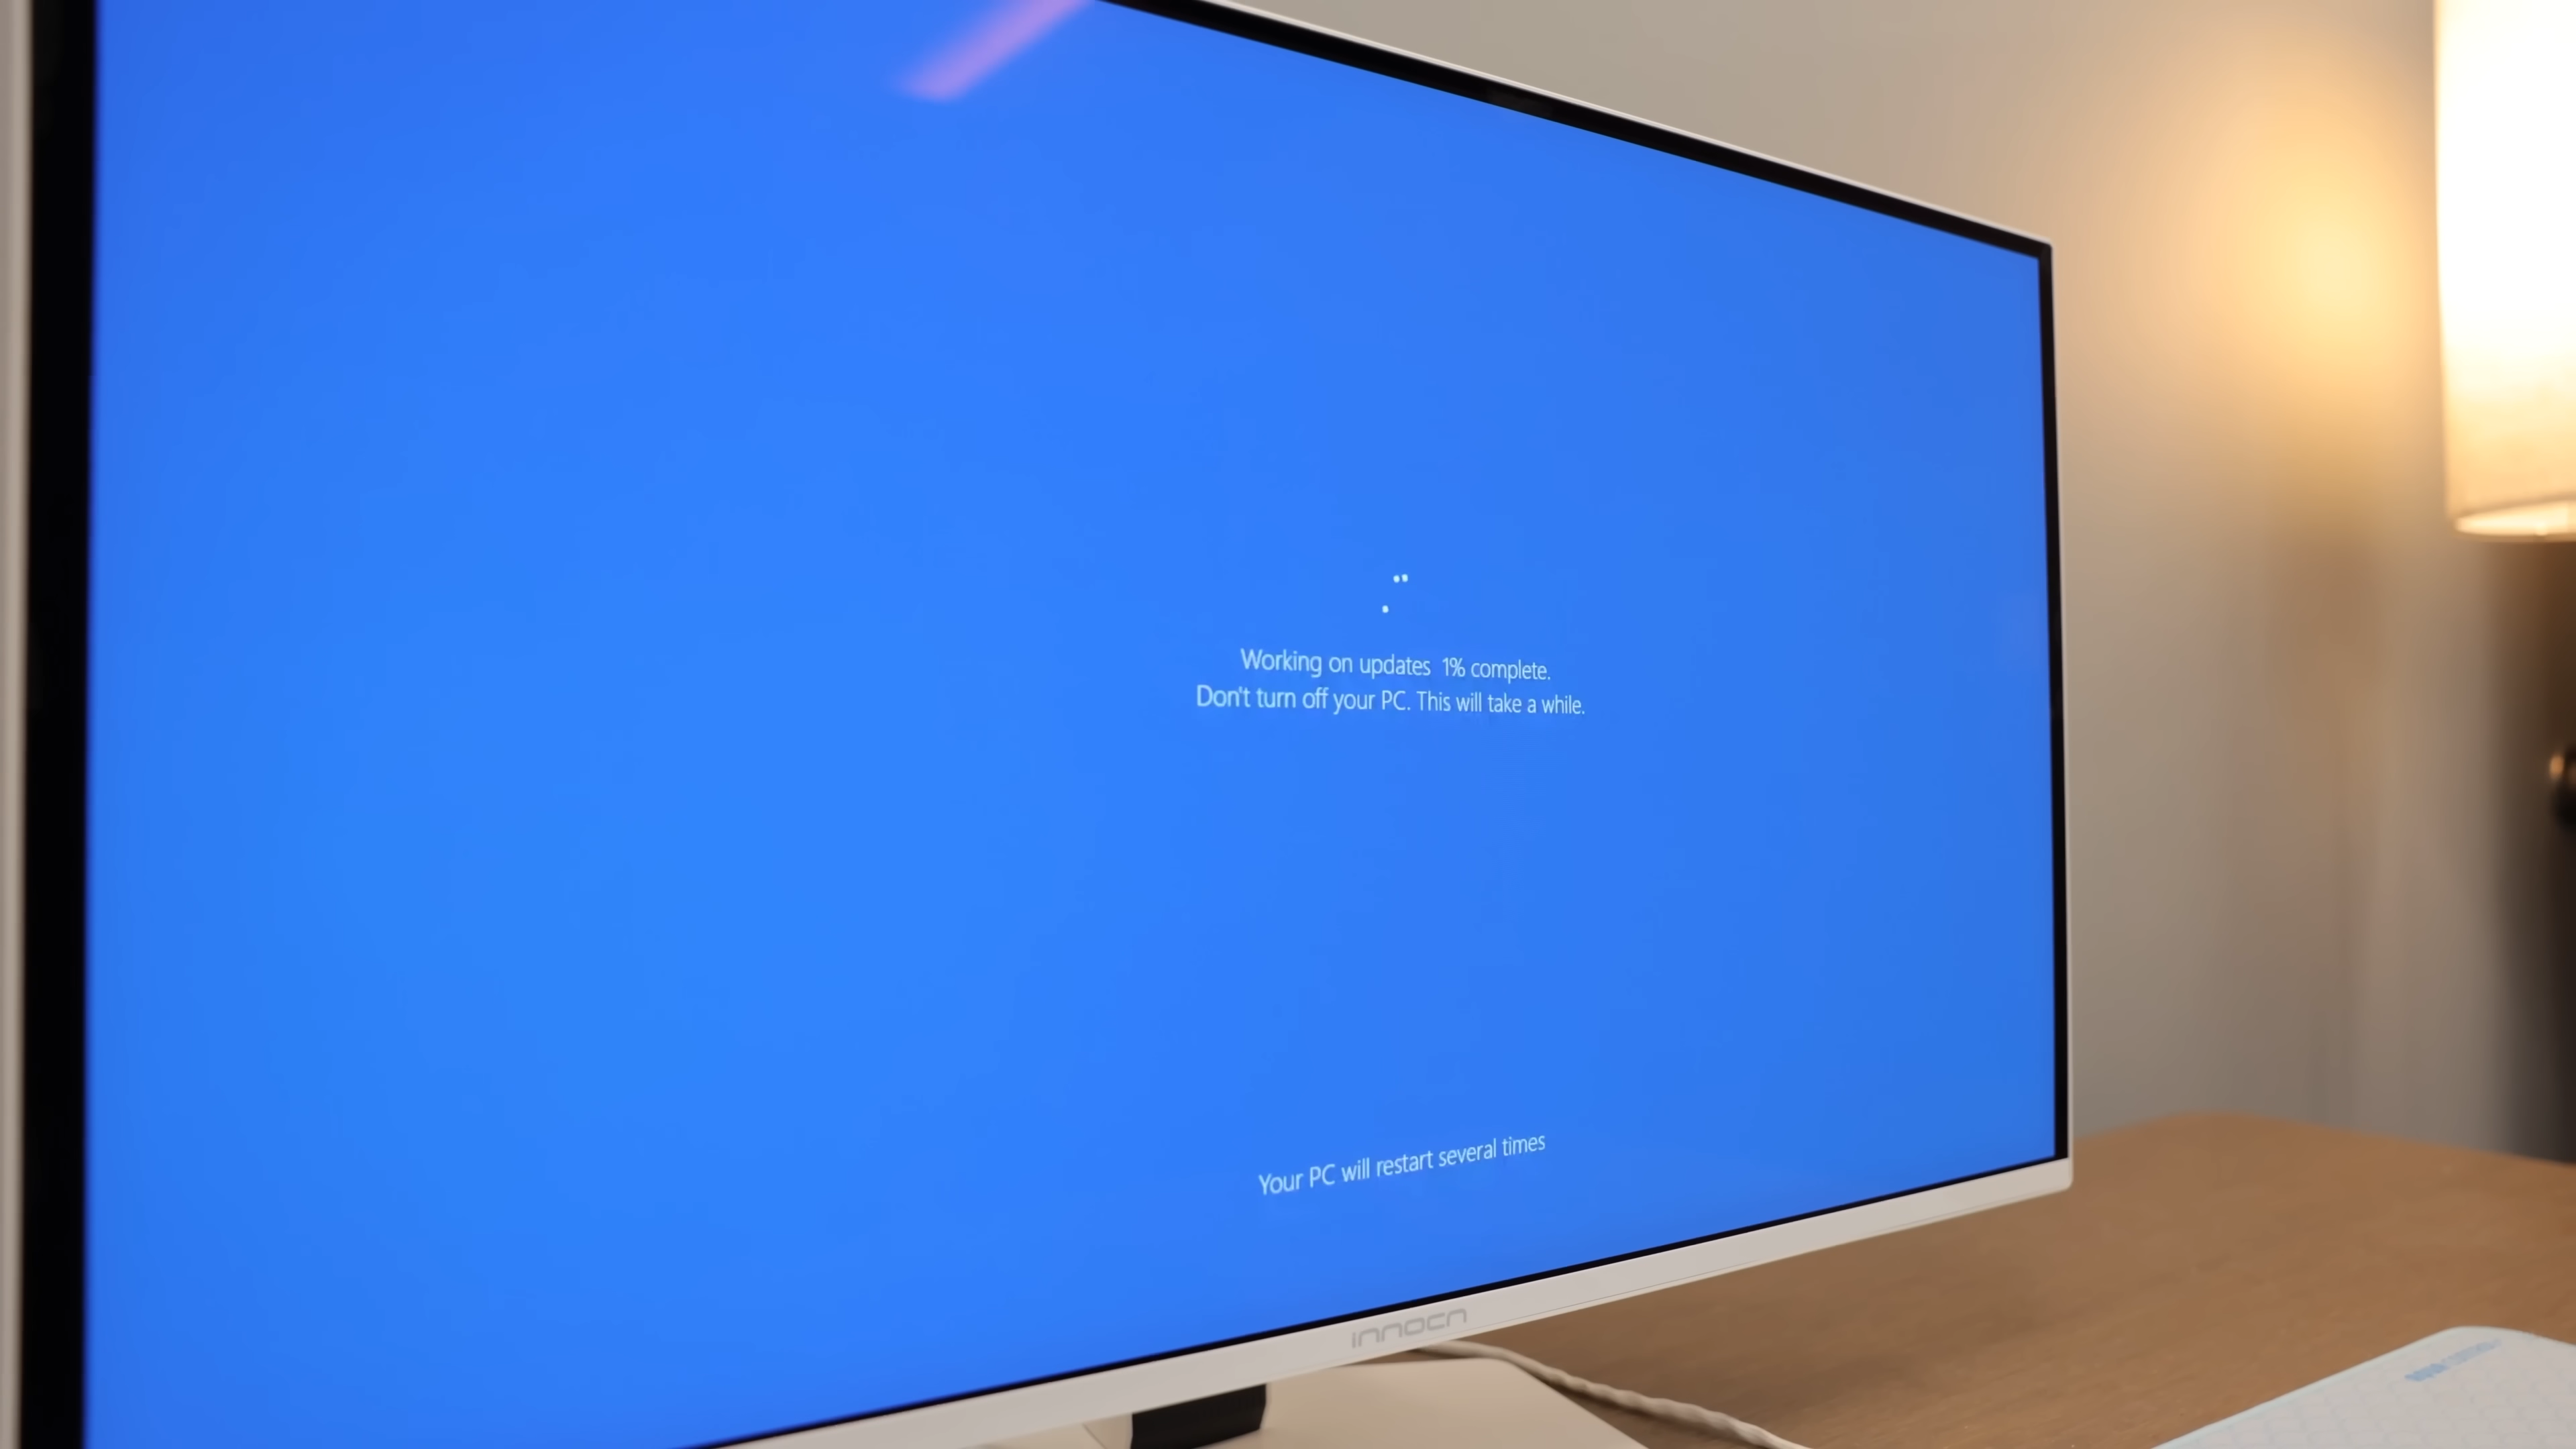 Working on updates 1% complete.
Don't turn off your PC. This will take a while.
Your PC will restart several times
INNOCN